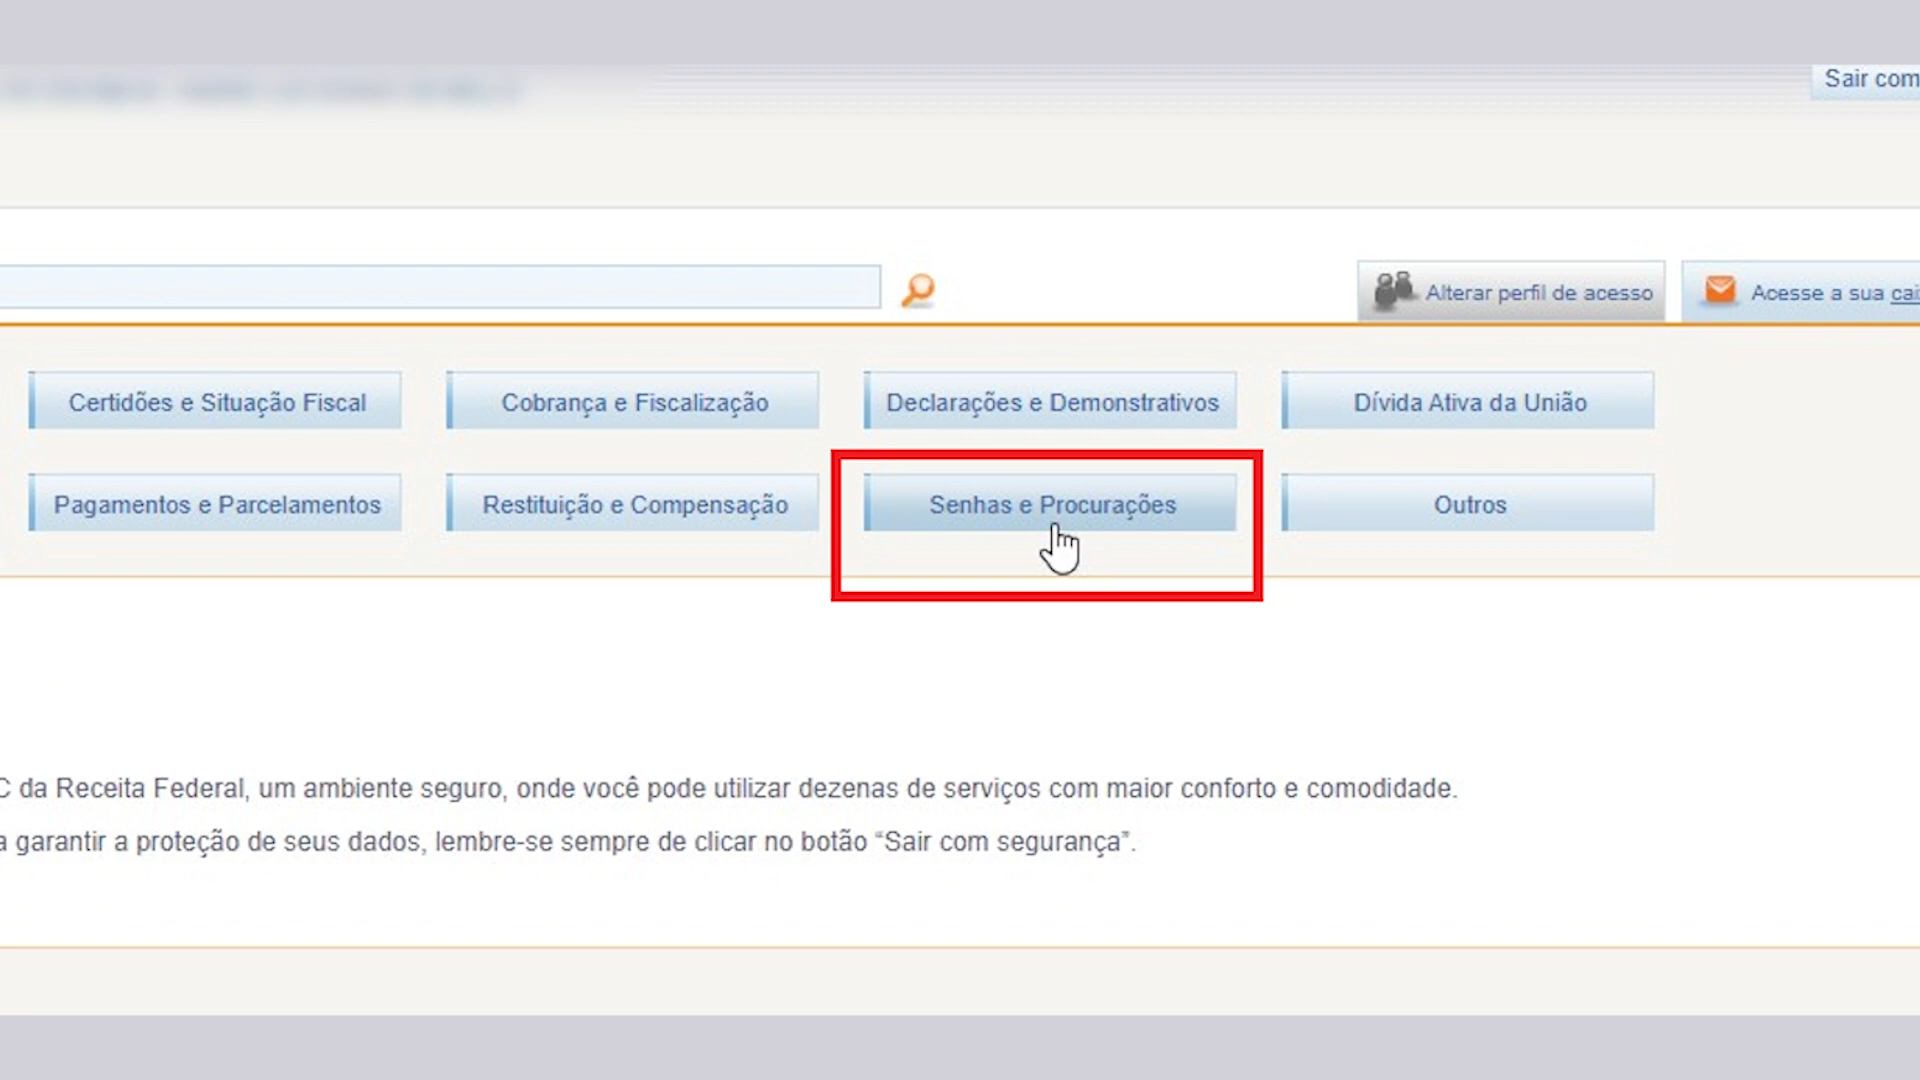 Sair com
Alterar perfil de acesso
Acesse a sua cai
Certidões e Situação Fiscal
Cobrança e Fiscalização
Declarações e Demonstrativos
Dívida Ativa da União
Pagamentos e Parcelamentos
Restituição e Compensação
Senhas e Procurações
Outros
C da Receita Federal, um ambiente seguro, onde você pode utilizar dezenas de serviços com maior conforto e comodidade.
a garantir a proteção de seus dados, lembre-se sempre de clicar no botão “Sair com segurança”.